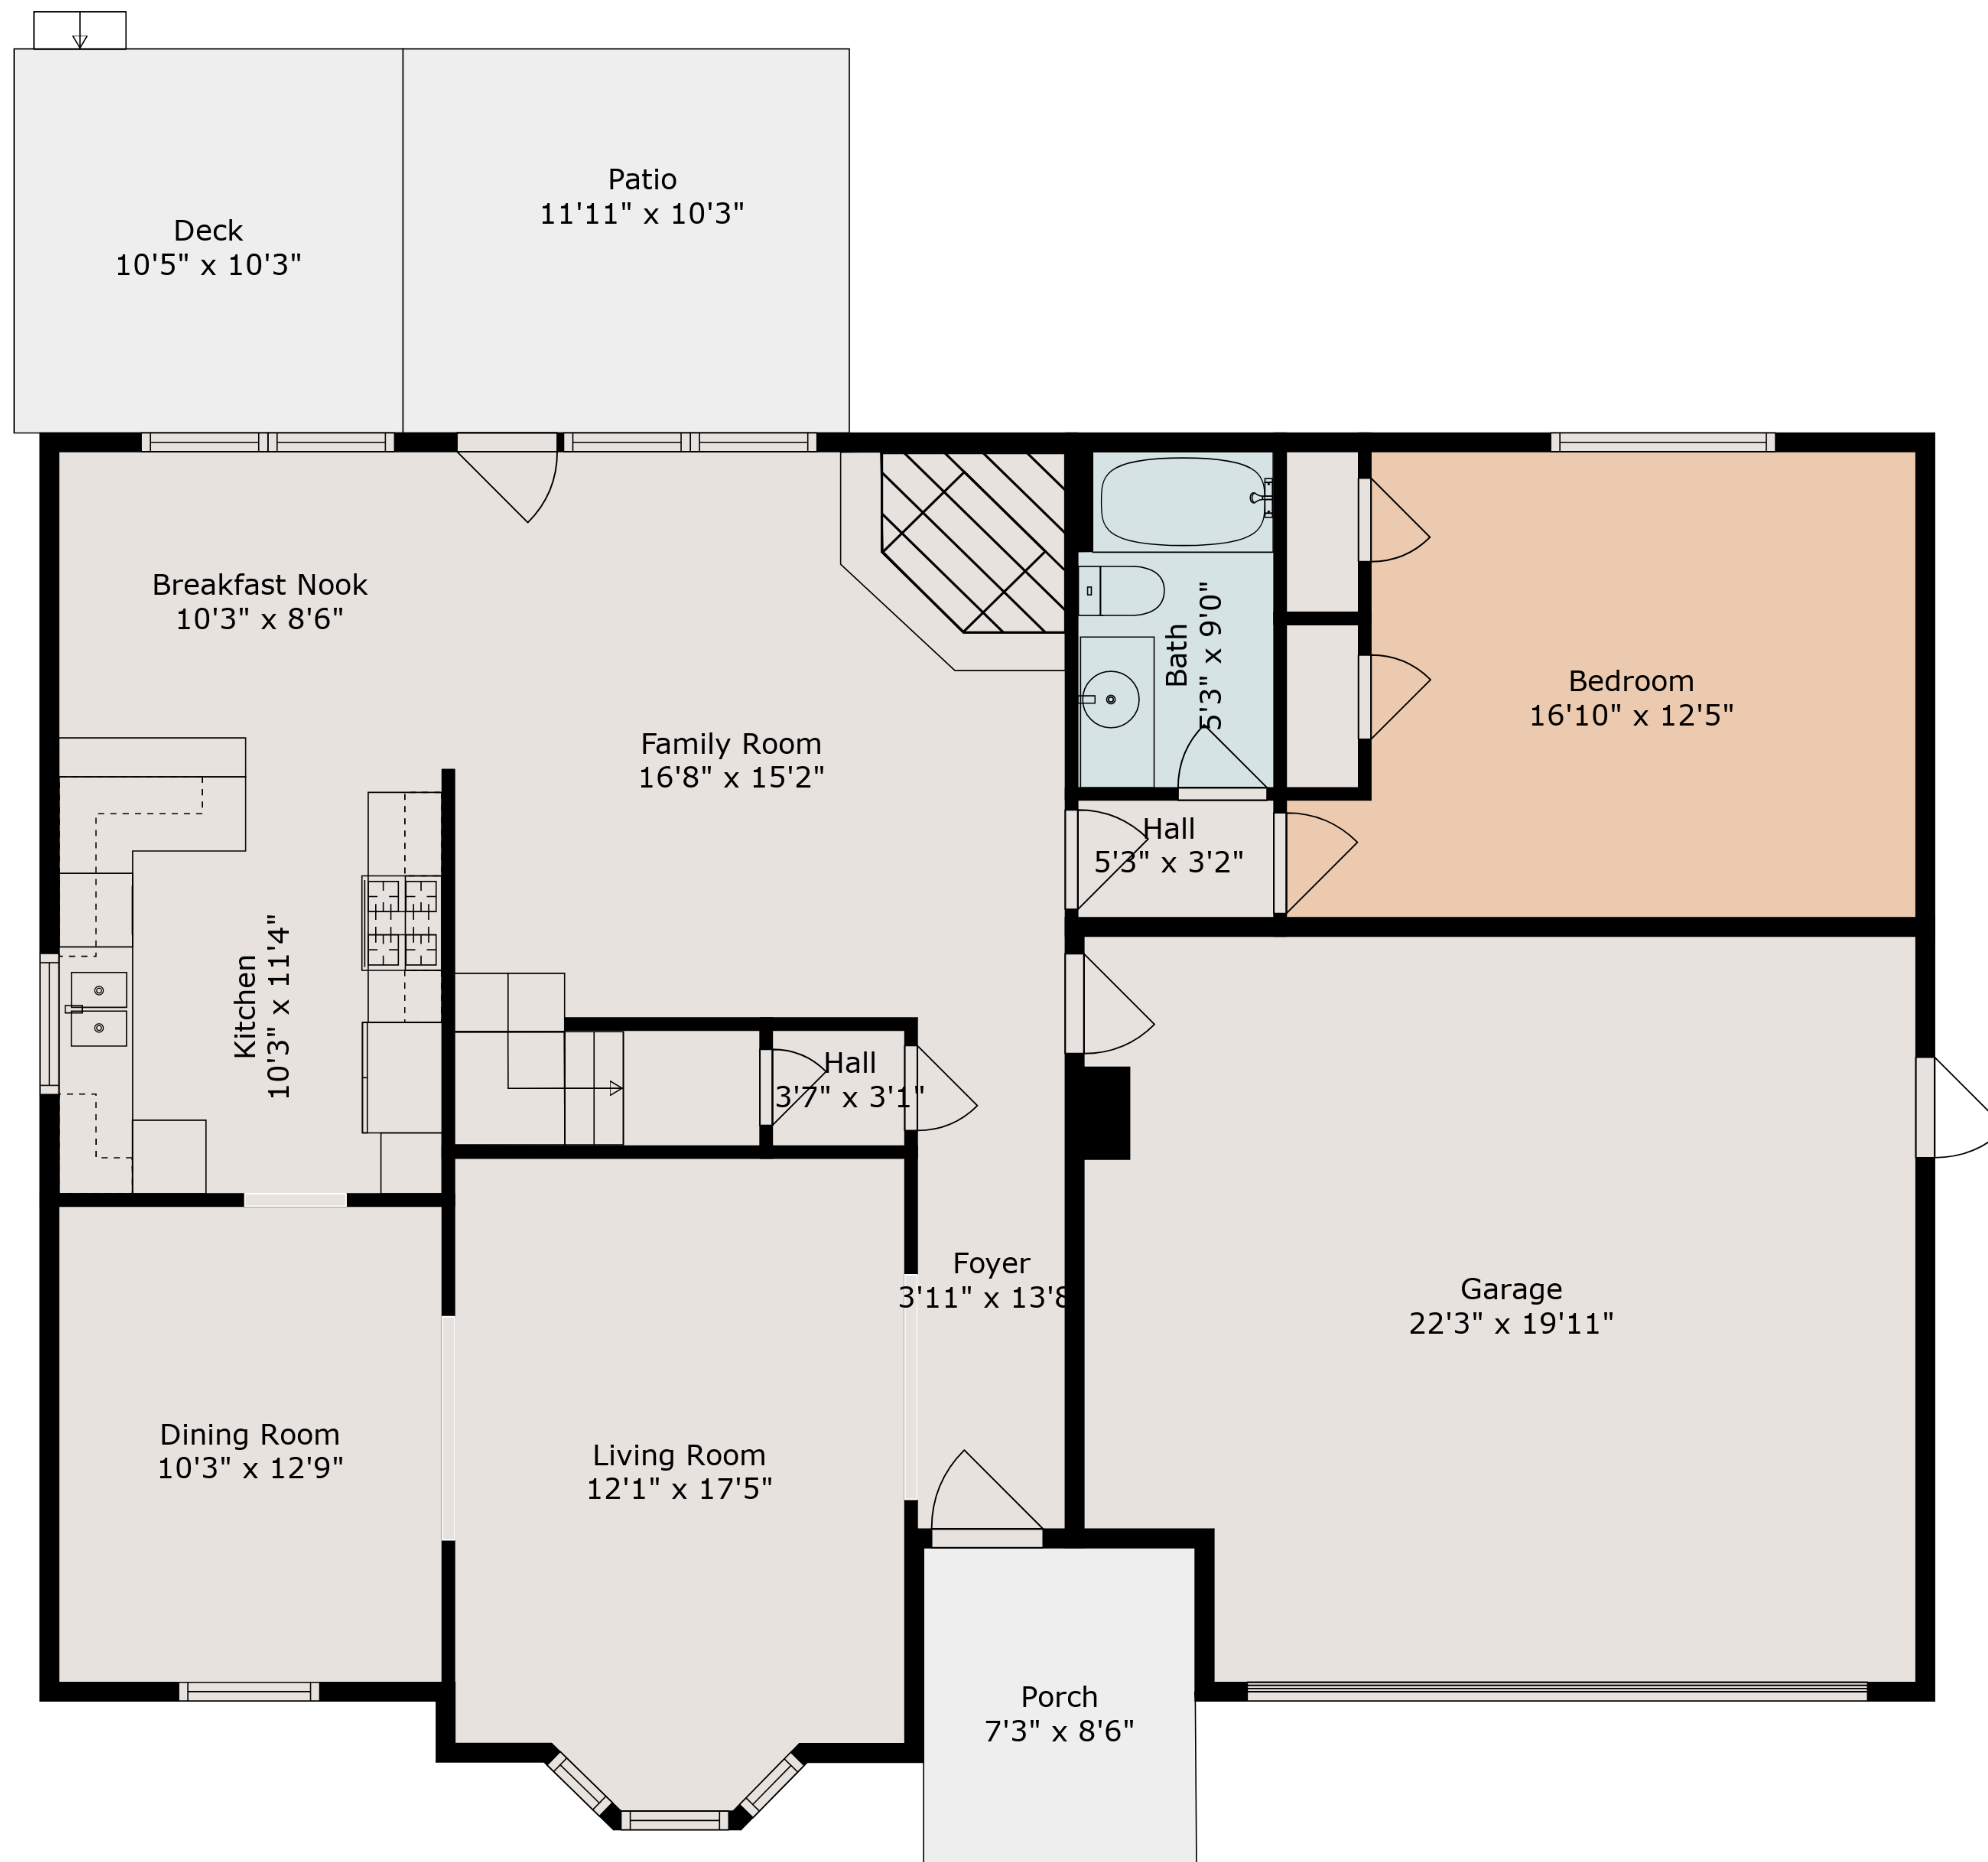 Patio
11'11" x 10'3"
Deck
10'5" x 10'3"
Breakfast Nook
10'3" x 8'6"
Family Room
16'8" x 15'2"
Bath
5'3" x 9'0"
Bedroom
16'10" x 12'5"
Hall
5'3" x 3'2"
Kitchen
10'3" x 11'4"
Hall
3'7" x 3'1"
Foyer
3'11" x 13'8
Garage
22'3" x 19'11"
Dining Room
10'3" x 12'9"
Living Room
12'1" x 17'5"
Porch
7'3" x 8'6"